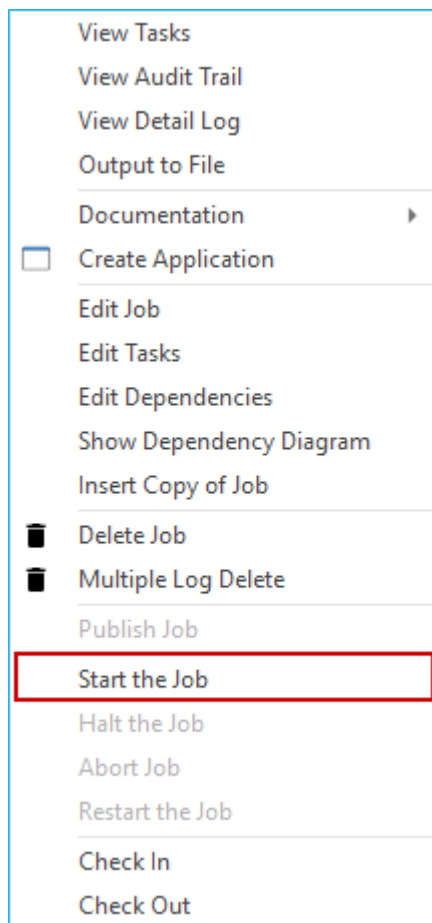 View Tasks
View Audit Trail
View Detail Log
Output to File
Documentation
Create Application
Edit Job
Edit Tasks
Edit Dependencies
Show Dependency Diagram
Insert Copy of Job
Delete Job
Multiple Log Delete
Publish Job
Start the Job
Halt the Job
Abort Job
Restart the Job
Check In
Check Out